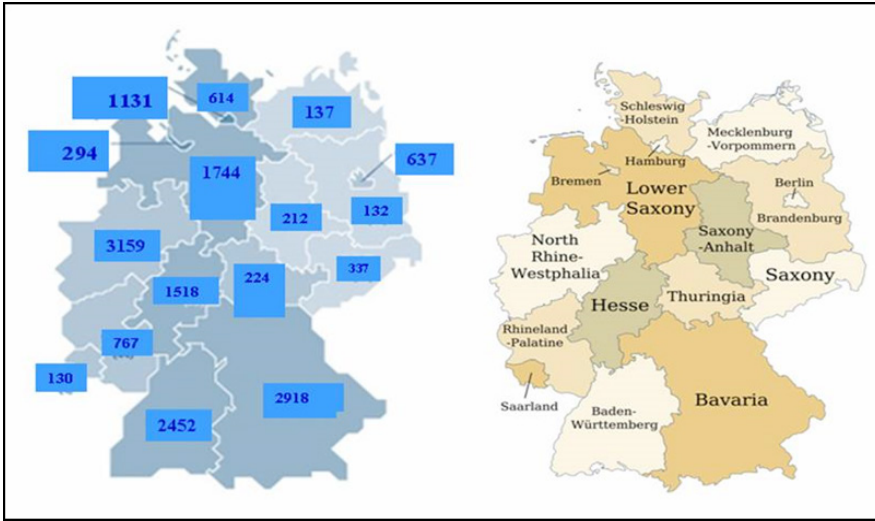 1131
614
137
294
1744
637
212
132
3159
337
224
1518
767
130
2918
2452
Schleswig
-Holstein
Mecklenburg
-Vorpommern
Hamburg
Bremen
Lower
Saxony
Berlin
Brandenburg
Saxony
-Anhalt
North
Rhine-
Westphalia
Saxony
Hesse
Thuringia
Rhineland
-Palatine
Saarland
Bavaria
Baden-
Württemberg